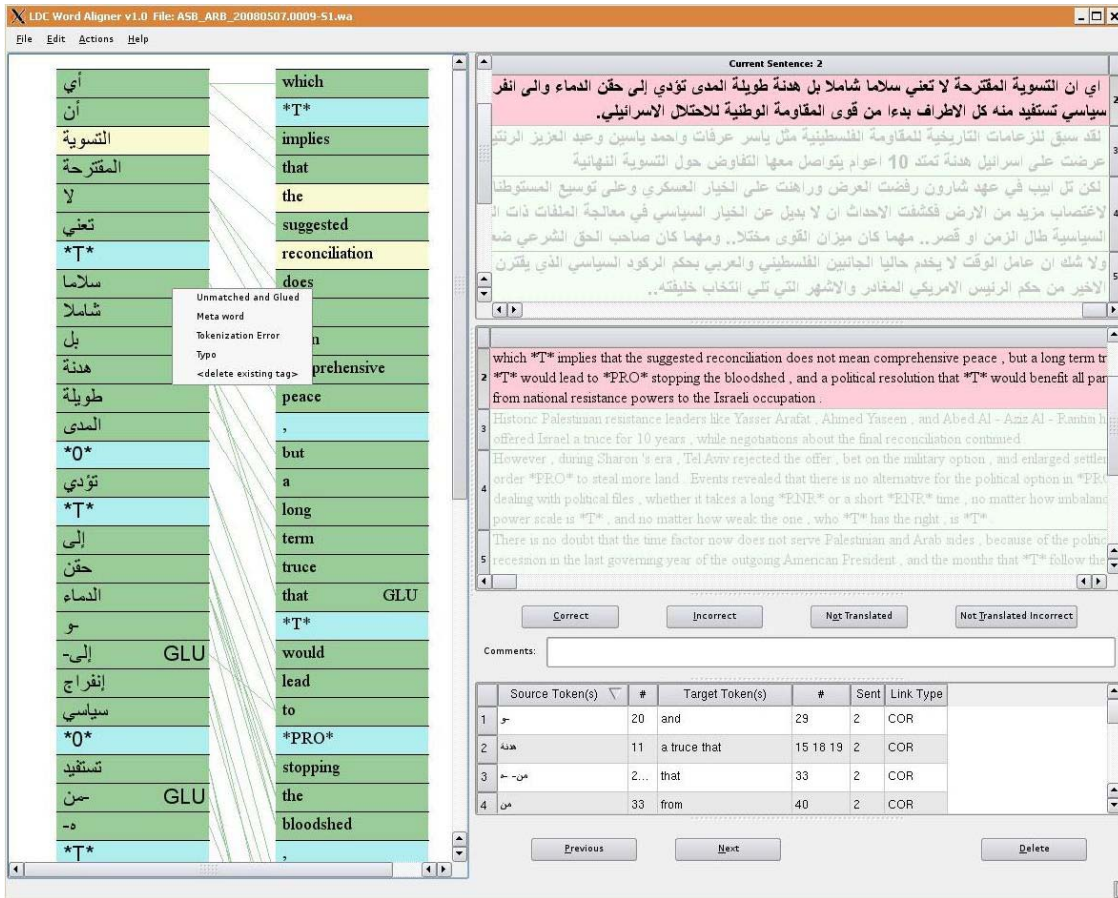 LDC Word Aligner v1.0 File: ASB_ARB_20080507.0009-S1.wa
File Edit Actions Help
أي
أن
التسوية
المقترحة
لا
تعني
*T*
سلاما
شاملا
بل
هدنة
طويلة
المدى
*0*
تؤدي
*T*
إلى
حقن
الدماء
-و
-إلى GLU
إنفراج
سياسي
*0*
تستفيد
-من GLU
-ه
*T*
which
*T*
implies
that
the
suggested
reconciliation
does
prehensive
peace
,
but
a
long
term
truce
that GLU
*T*
would
lead
to
*PRO*
stopping
the
bloodshed
,
Unmatched and Glued
Meta word
Tokenization Error
Typo
<delete existing tag>
Current Sentence: 2
2
اي ان التسوية المقترحة لا تعني سلاما شاملا بل هدنة طويلة المدى تؤدي إلى حقن الدماء والى انفر
سياسي تستفيد منه كل الاطراف بدءا من قوى المقاومة الوطنية للاحتلال الاسرائيلي.
3
لقد سبق للزعامات التاريخية للمقاومة الفلسطينية مثل ياسر عرفات واحمد ياسين وعبد العزيز الرنتي
عرضت على اسرائيل هدنة تمتد 10 اعوام يتواصل معها التفاوض حول التسوية النهائية
4
لكن تل ابيب في عهد شارون رفضت العرض وراهنت على الخيار العسكري وعلى توسيع المستوطنا
لاغتصاب مزيد من الارض فكشفت الاحداث ان لا بديل عن الخيار السياسي في معالجة الملفات ذات ال
السياسية طال الزمن او قصر.. مهما كان ميزان القوى مختلا.. ومهما كان صاحب الحق الشرعي ضع
5
ولا شك ان عامل الوقت لا يخدم حاليا الجانبين الفلسطيني والعربي بحكم الركود السياسي الذي يقترن
الاخير من حكم الرئيس الامريكي المغادر والاشهر التي تلي انتخاب خليفته..
2
which *T* implies that the suggested reconciliation does not mean comprehensive peace , but a long term tr
*T* would lead to *PRO* stopping the bloodshed , and a political resolution that *T* would benefit all par
from national resistance powers to the Israeli occupation .
3
Historic Palestinian resistance leaders like Yasser Arafat , Ahmed Yaseen , and Abed Al - Aziz Al - Rantisi h
offered Israel a truce for 10 years , while negotiations about the final reconciliation continued .
4
However , during Sharon 's era , Tel Aviv rejected the offer , bet on the military option , and enlarged settler
order *PRO* to steal more land . Events revealed that there is no alternative for the political option in *PRO
dealing with political files , whether it takes a long *RNR* or a short *RNR* time , no matter how imbalanc
power scale is *T* , and no matter how weak the one , who *T* has the right , is *T* .
5
There is no doubt that the time factor now does not serve Palestinian and Arab sides , because of the politic
recession in the last governing year of the outgoing American President , and the months that *T* follow the
Correct Incorrect Not Translated Not Translated Incorrect
Comments:
Source Token(s) # Target Token(s) # Sent Link Type
1 -و 20 and 29 2 COR
2 هدنة 11 a truce that 15 18 19 2 COR
3 من- -ه 2... that 33 2 COR
4 من 33 from 40 2 COR
Previous Next Delete